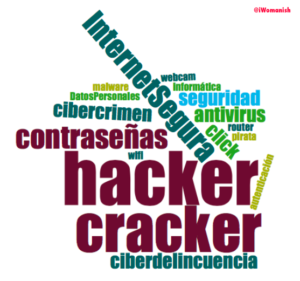 @iWomanish
InternetSegura
webcam
malware
Informática
DatosPersonales
seguridad
cibercrimen
antivirus
click
router
pirata
contraseñas
wifi
hacker
autenticación
cracker
ciberdelincuencia